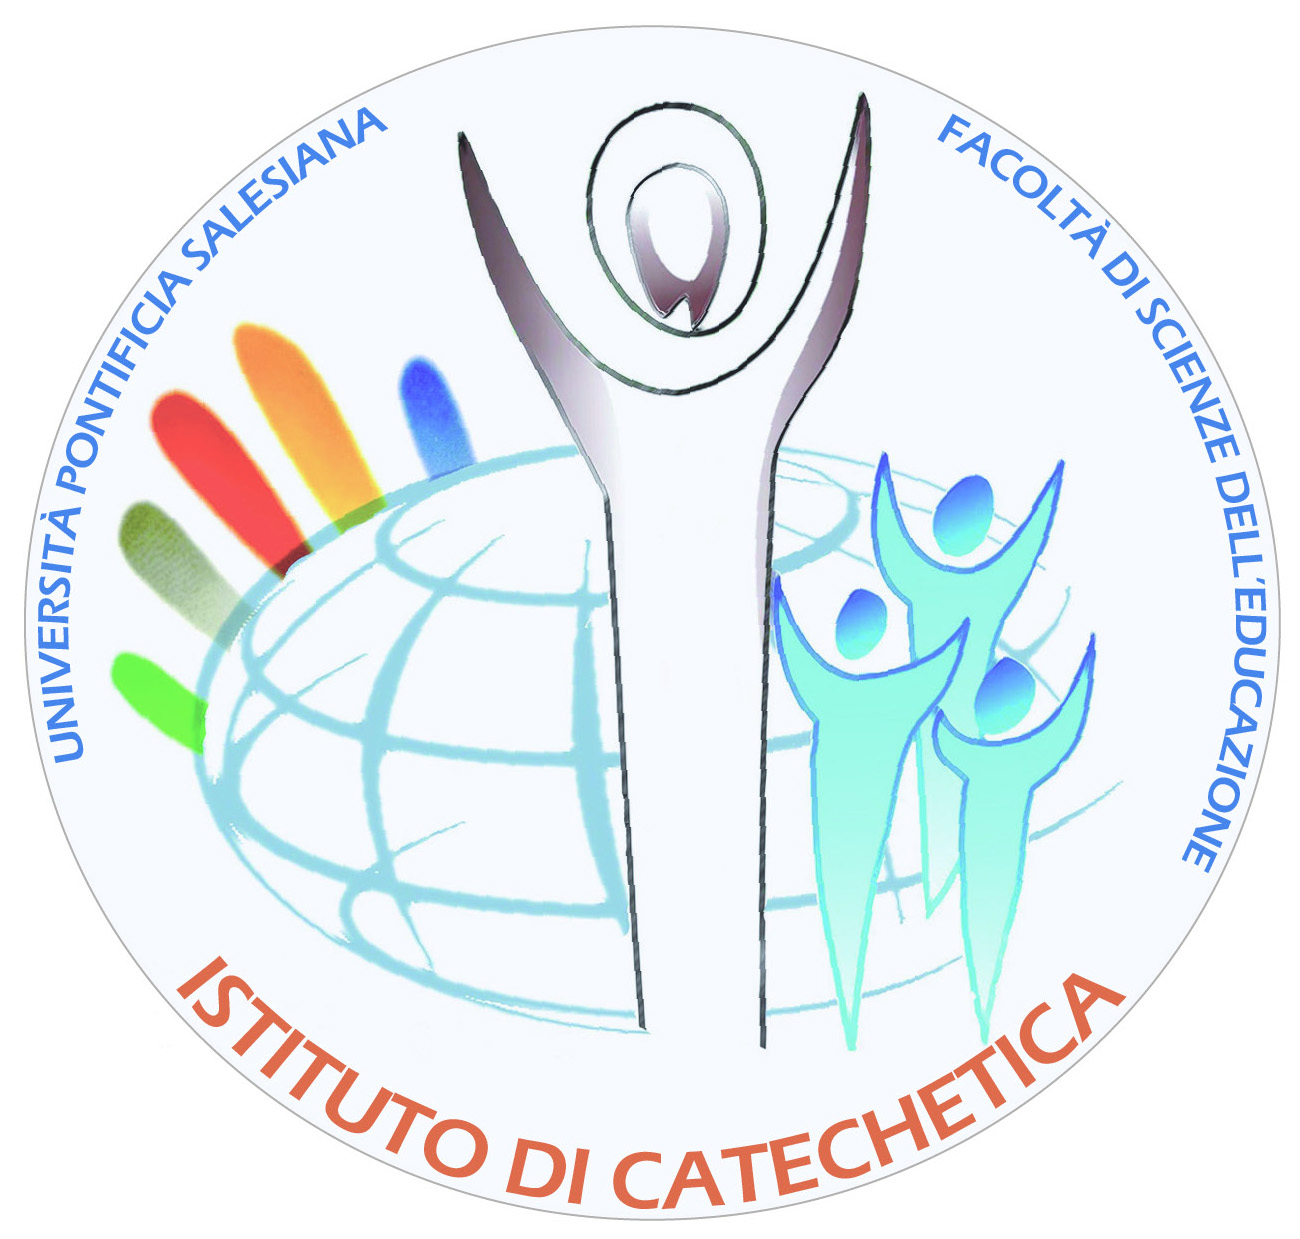 UNIVERSITÀ PONTIFICIA SALESIANA
FACOLTÀ DI SCIENZE DELL'EDUCAZIONE
ISTITUTO DI CATECHETICA